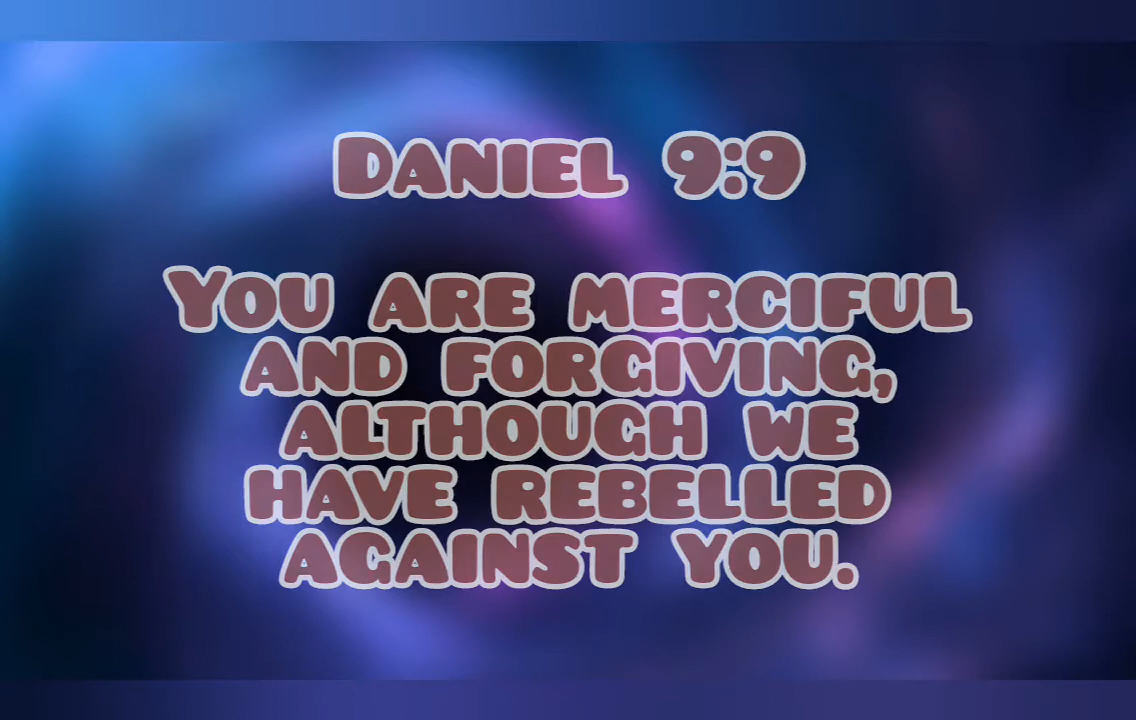 Daniel 9:9
You are merciful
and forgiving,
although we
have rebelled
against you.